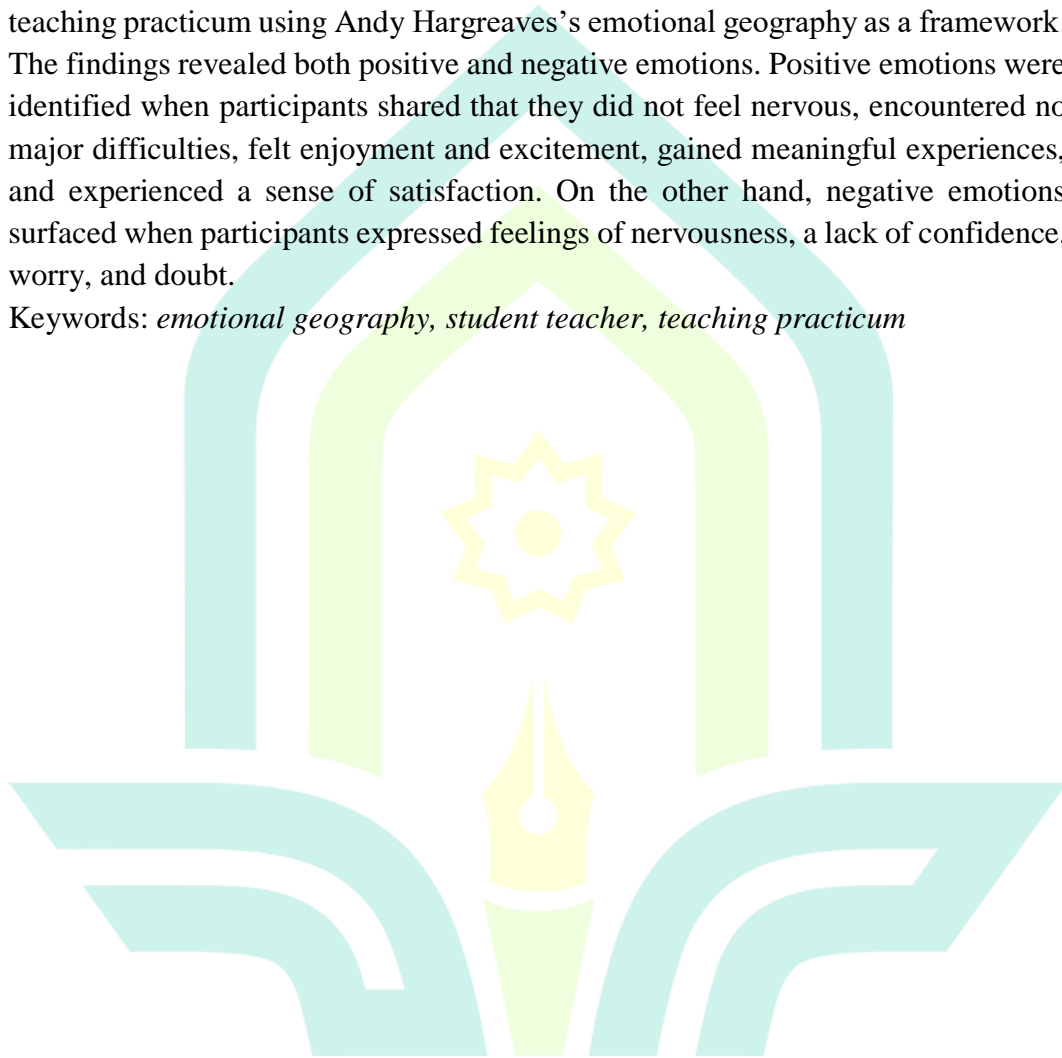 teaching practicum using Andy Hargreaves’s emotional geography as a framework.
The findings revealed both positive and negative emotions. Positive emotions were
identified when participants shared that they did not feel nervous, encountered no
major difficulties, felt enjoyment and excitement, gained meaningful experiences,
and experienced a sense of satisfaction. On the other hand, negative emotions
surfaced when participants expressed feelings of nervousness, a lack of confidence,
worry, and doubt.
Keywords: emotional geography, student teacher, teaching practicum